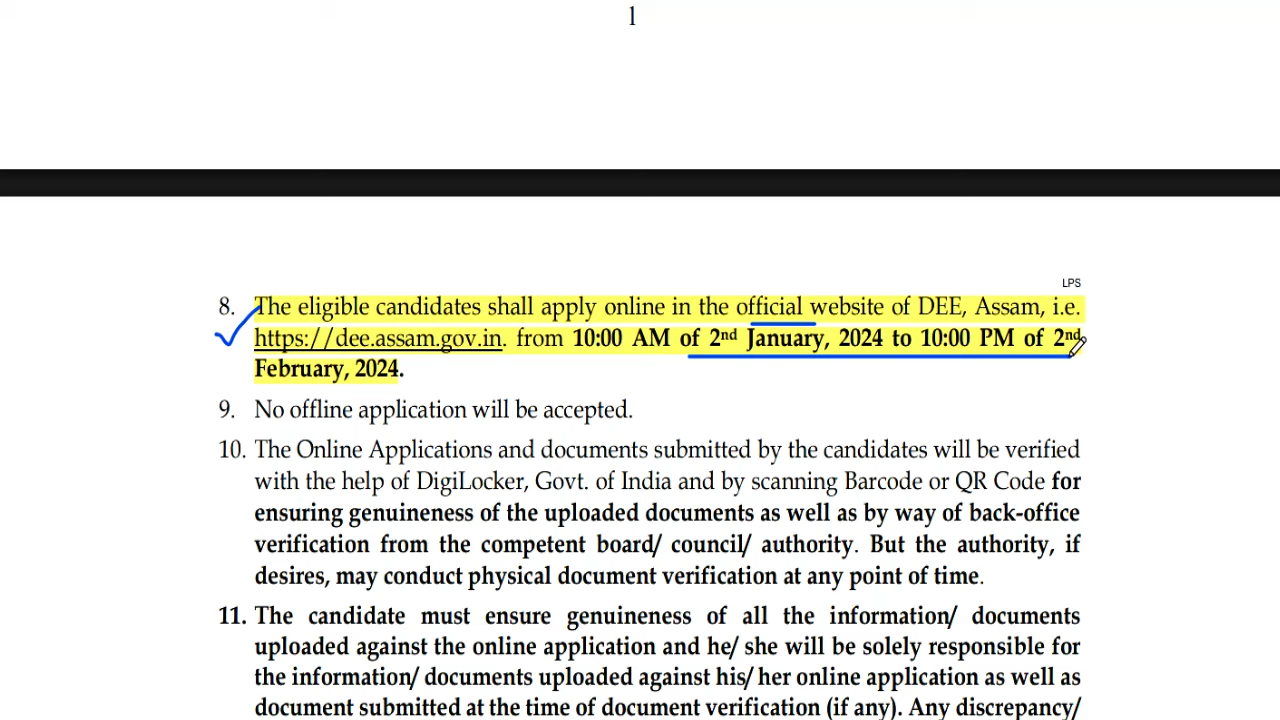 1
LPS
8. The eligible candidates shall apply online in the official website of DEE, Assam, i.e.
https://dee.assam.gov.in. from 10:00 AM of 2nd January, 2024 to 10:00 PM of 2nd
February, 2024.
9. No offline application will be accepted.
10. The Online Applications and documents submitted by the candidates will be verified
with the help of DigiLocker, Govt. of India and by scanning Barcode or QR Code for
ensuring genuineness of the uploaded documents as well as by way of back-office
verification from the competent board/ council/ authority. But the authority, if
desires, may conduct physical document verification at any point of time.
11. The candidate must ensure genuineness of all the information/ documents
uploaded against the online application and he/ she will be solely responsible for
the information/ documents uploaded against his/ her online application as well as
document submitted at the time of document verification (if any). Any discrepancy/